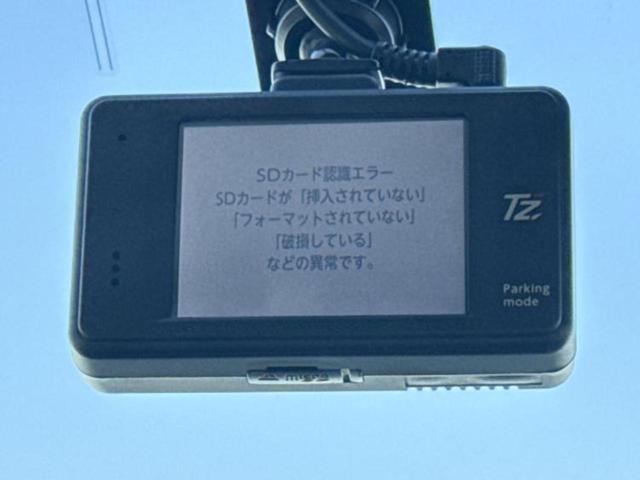 SDカード認識エラー
SDカードが「挿入されていない」
「フォーマットされていない」
「破損している」
などの異常です。
TZ
Parking
mode